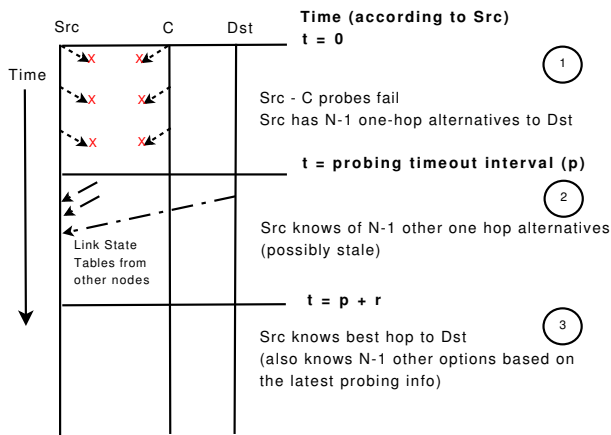 Src
C
Dst
Time (according to Src)
t = 0
Time
X
X
1
X
X
Src - C probes fail
Src has N-1 one-hop alternatives to Dst
X
X
t = probing timeout interval (p)
2
Src knows of N-1 other one hop alternatives
(possibly stale)
Link State
Tables from
other nodes
t = p + r
3
Src knows best hop to Dst
(also knows N-1 other options based on
the latest probing info)